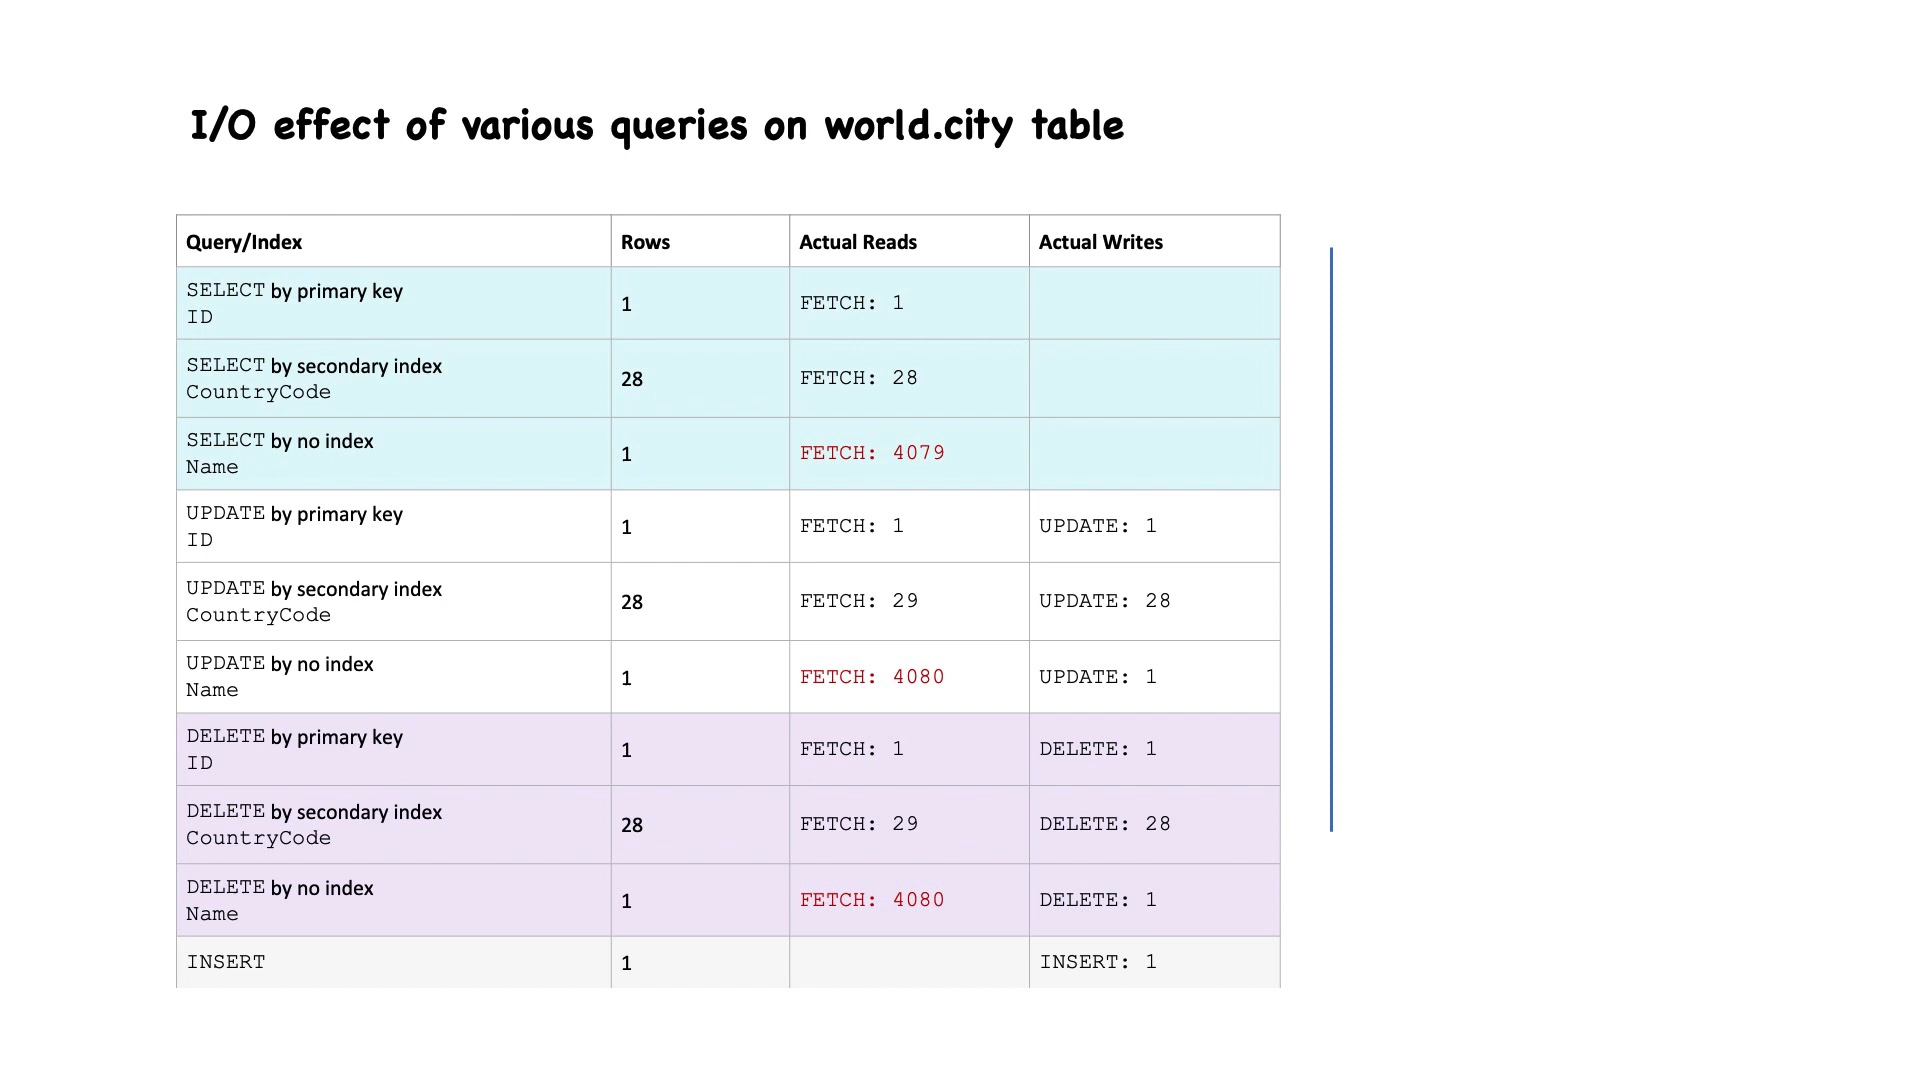 I/O effect of various queries on world.city table
Query/Index Rows Actual Reads Actual Writes
SELECT by primary key
ID
1 FETCH: 1
SELECT by secondary index
CountryCode
28 FETCH: 28
SELECT by no index
Name
1 FETCH: 4079
UPDATE by primary key
ID
1 FETCH: 1 UPDATE: 1
UPDATE by secondary index
CountryCode
28 FETCH: 29 UPDATE: 28
UPDATE by no index
Name
1 FETCH: 4080 UPDATE: 1
DELETE by primary key
ID
1 FETCH: 1 DELETE: 1
DELETE by secondary index
CountryCode
28 FETCH: 29 DELETE: 28
DELETE by no index
Name
1 FETCH: 4080 DELETE: 1
INSERT 1 INSERT: 1